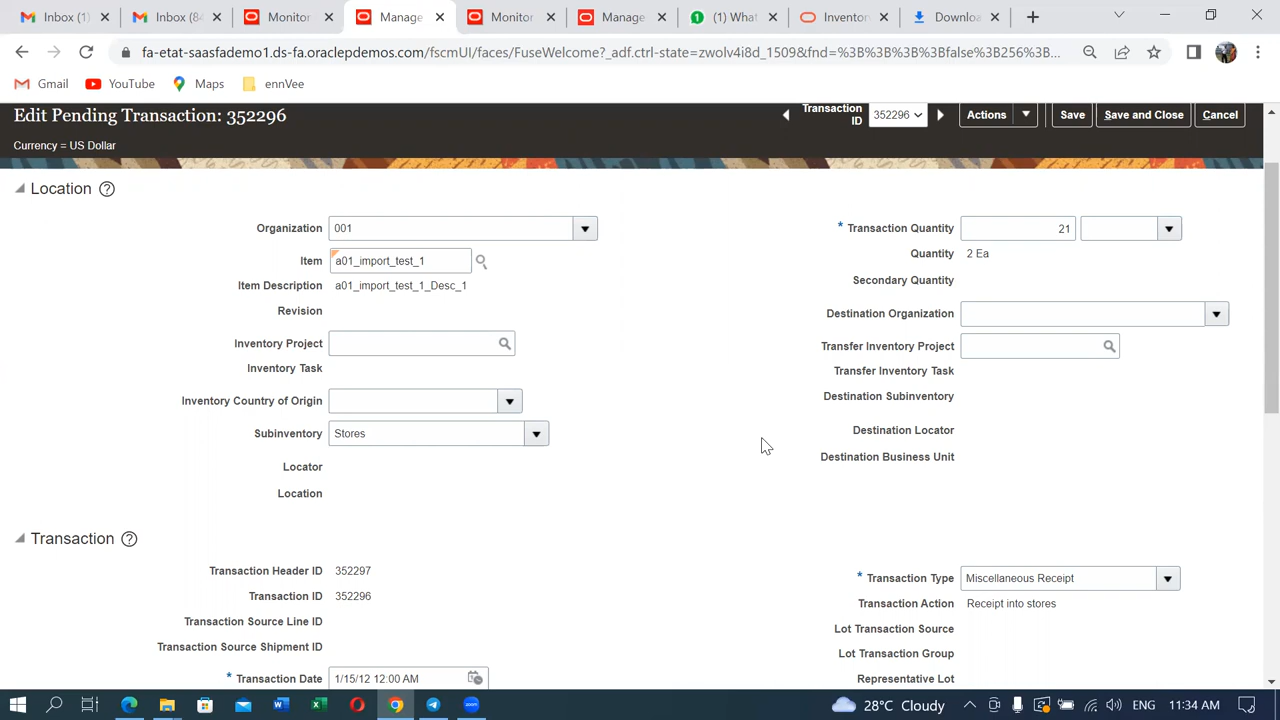 Inbox (1)
Inbox (84
Monitor
Manage
Monitor
Manage
(1) What
Inventor
Downloa
fa-etat-saasfademo1.ds-fa.oraclepdemos.com/fscmUI/faces/FuseWelcome?_adf.ctrl-state=zwolv4i8d_1509&fnd=%3B%3B%3B%3Bfalse%3B256%3B...
Gmail
YouTube
Maps
ennVee
Edit Pending Transaction: 352296
Transaction ID
352296
Actions
Save
Save and Close
Cancel
Currency = US Dollar
Location
Organization 001
Item a01_import_test_1
Item Description a01_import_test_1_Desc_1
Revision
Inventory Project
Inventory Task
Inventory Country of Origin
Subinventory Stores
Locator
Location
* Transaction Quantity 21
Quantity 2 Ea
Secondary Quantity
Destination Organization
Transfer Inventory Project
Transfer Inventory Task
Destination Subinventory
Destination Locator
Destination Business Unit
Transaction
Transaction Header ID 352297
Transaction ID 352296
Transaction Source Line ID
Transaction Source Shipment ID
* Transaction Date 1/15/12 12:00 AM
* Transaction Type Miscellaneous Receipt
Transaction Action Receipt into stores
Lot Transaction Source
Lot Transaction Group
Representative Lot
28°C Cloudy
ENG
11:34 AM